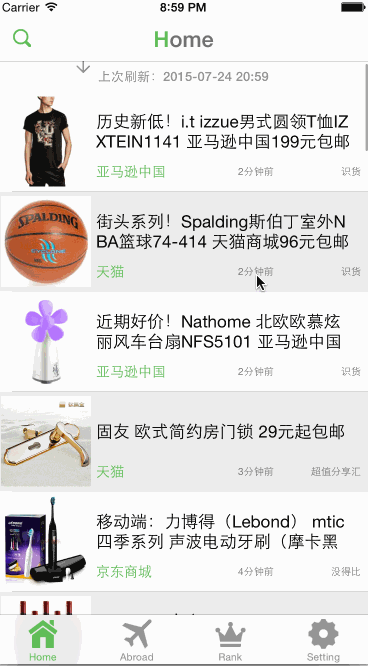 Carrier 8:59 PM
Home
上次刷新：2015-07-24 20:59
历史新低！i.t izzue男式圆领T恤IZ
XTEIN1141 亚马逊中国199元包邮
亚马逊中国 2分钟前 识货
SPALDING
街头系列！Spalding斯伯丁室外N
BA篮球74-414 天猫商城96元包邮
天猫 2分钟前 识货
近期好价！Nathome 北欧欧慕炫
丽风车台扇NFS5101 亚马逊中国
亚马逊中国 2分钟前 识货
固友 欧式简约房门锁 29元起包邮
天猫 3分钟前 超值分享汇
移动端：力博得（Lebond） mtic
四季系列 声波电动牙刷（摩卡黑
京东商城 4分钟前 没得比
Home Abroad Rank Setting